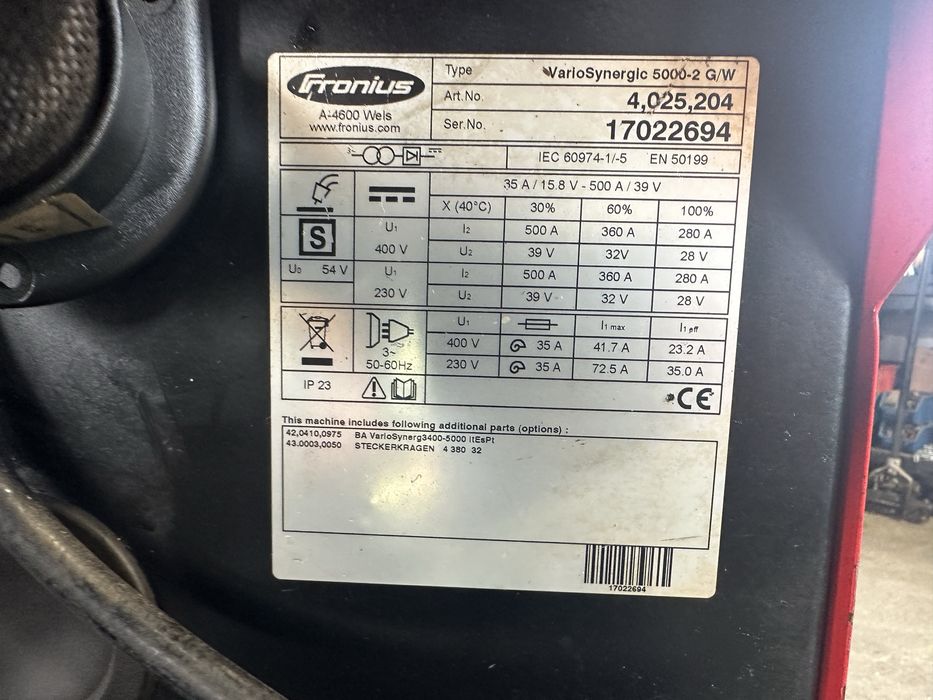 Fronius
A-4600 Wels
www.fronius.com
Type VarioSynergic 5000-2 G/W
Art.No. 4,025,204
Ser.No. 17022694
3~ IEC 60974-1/-5 EN 50199
35 A / 15.8 V - 500 A / 39 V
X (40°C) 30% 60% 100%
S U1 400 V I2 500 A 360 A 280 A
U2 39 V 32V 28 V
U0 54 V U1 230 V I2 500 A 360 A 280 A
U2 39 V 32 V 28 V
3~ 50-60Hz U1 I1 max I1 eff
400 V 35 A 41.7 A 23.2 A
230 V 35 A 72.5 A 35.0 A
IP 23 CE
This machine includes following additional parts (options) :
42,0410,0975 BA VarioSynerg3400-5000 ItEsPt
43,0003,0050 STECKERKRAGEN 4 380 32
17022694